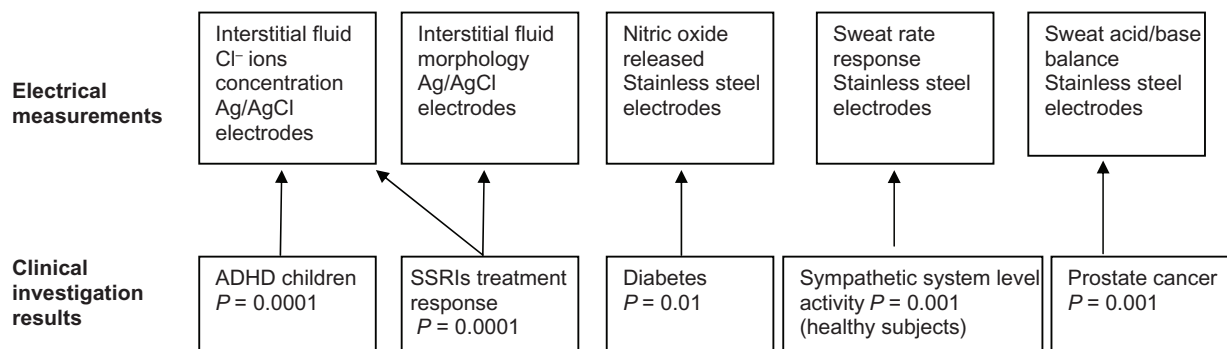 Electrical
measurements
Interstitial fluid
Cl⁻ ions
concentration
Ag/AgCl
electrodes
Interstitial fluid
morphology
Ag/AgCl
electrodes
Nitric oxide
released
Stainless steel
electrodes
Sweat rate
response
Stainless steel
electrodes
Sweat acid/base
balance
Stainless steel
electrodes
Clinical
investigation
results
ADHD children
P = 0.0001
SSRIs treatment
response
P = 0.0001
Diabetes
P = 0.01
Sympathetic system level
activity P = 0.001
(healthy subjects)
Prostate cancer
P = 0.001